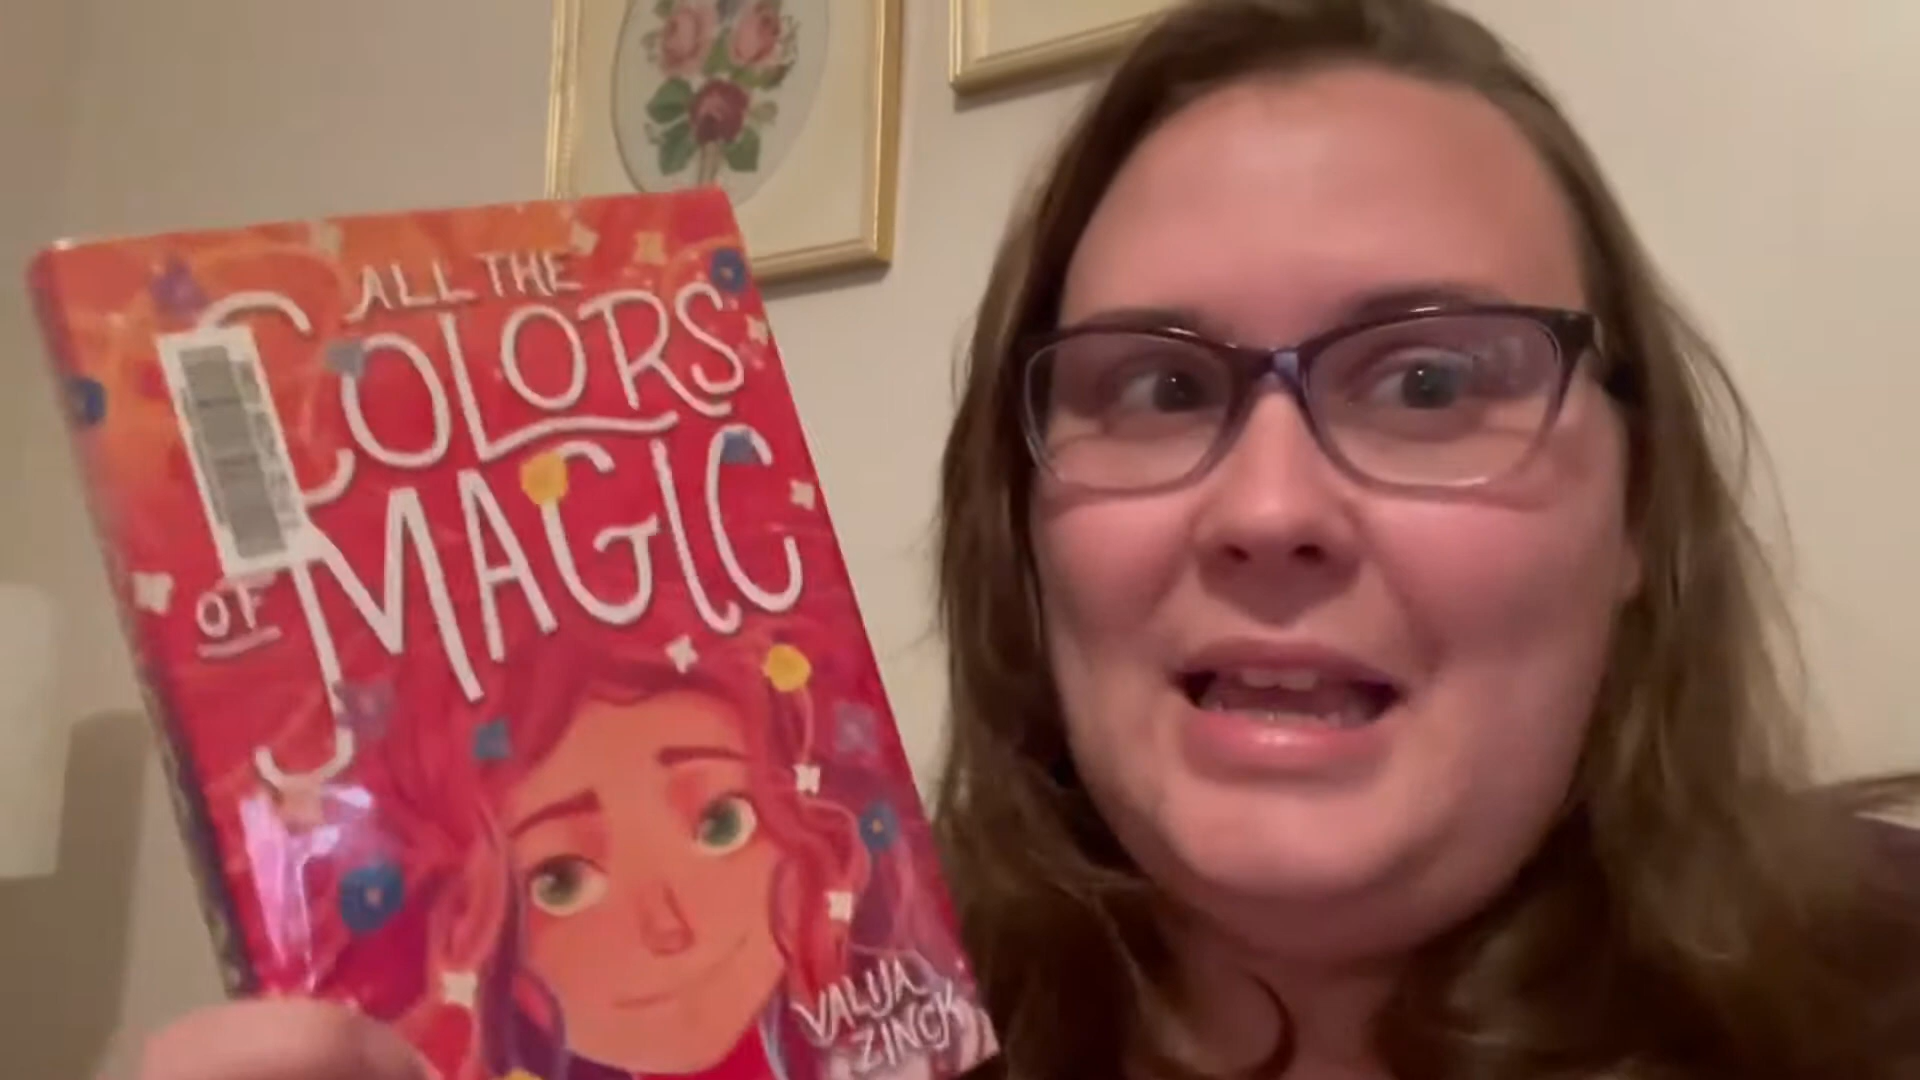 ALL THE
COLORS
OF MAGIC
VALIJA
ZINCK